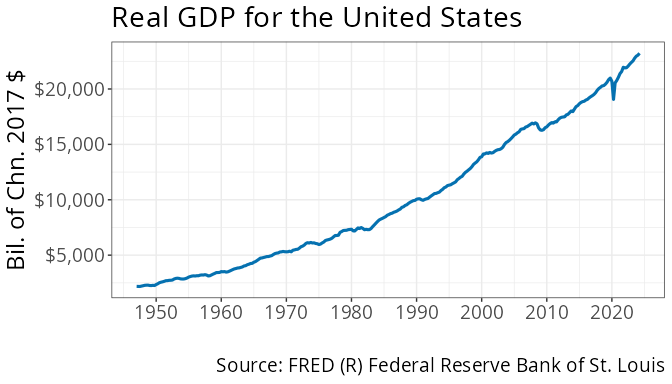 Real GDP for the United States
Bil. of Chn. 2017 $
$20,000
$15,000
$10,000
$5,000
1950 1960 1970 1980 1990 2000 2010 2020
Source: FRED (R) Federal Reserve Bank of St. Louis